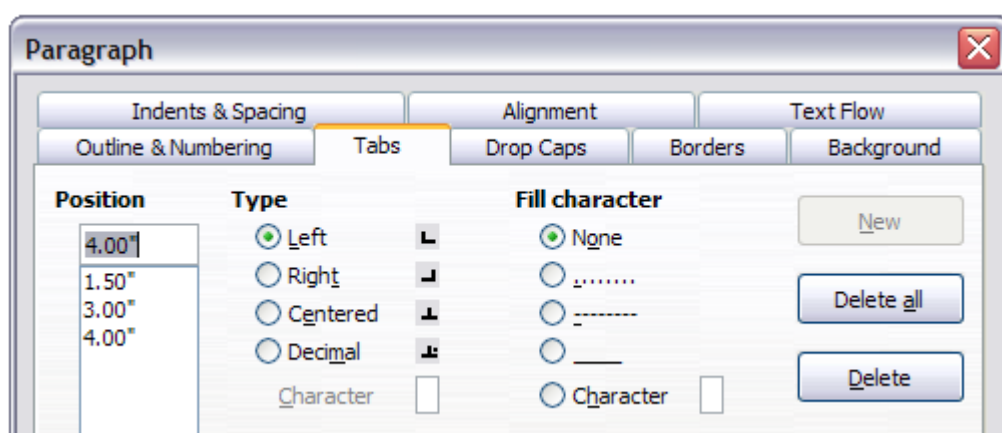 Paragraph
Indents & Spacing Alignment Text Flow
Outline & Numbering Tabs Drop Caps Borders Background
Position Type Fill character
New
4.00" Left None
1.50" Right ........
Delete all
3.00" Centered --------
4.00" Decimal ____
Delete
Character Character